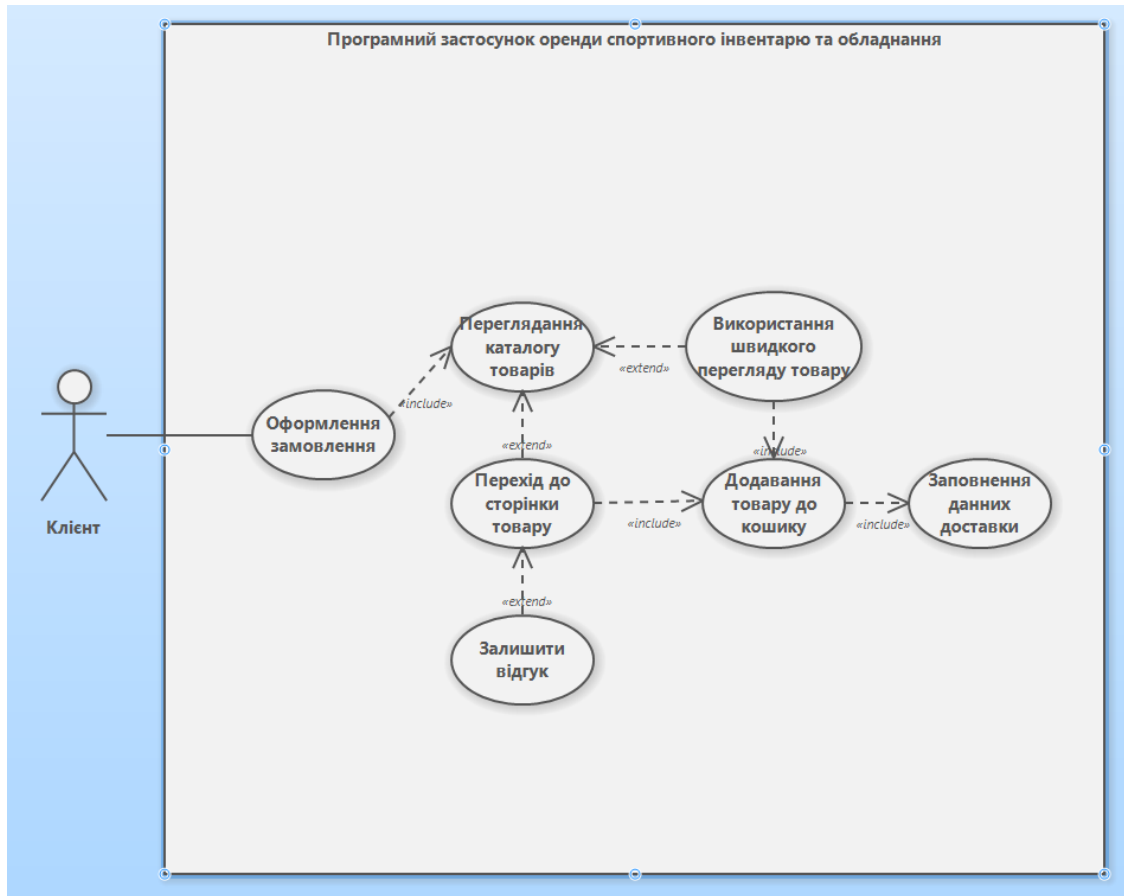 Програмний застосунок оренди спортивного інвентарю та обладнання
Переглядання
каталогу
товарів
Використання
швидкого
перегляду товару
«extend»
«include»
Оформлення
замовлення
«extend»
«include»
Перехід до
сторінки
товару
Додавання
товару до
кошику
Заповнення
данних
доставки
«include»
«include»
Клієнт
«extend»
Залишити
відгук